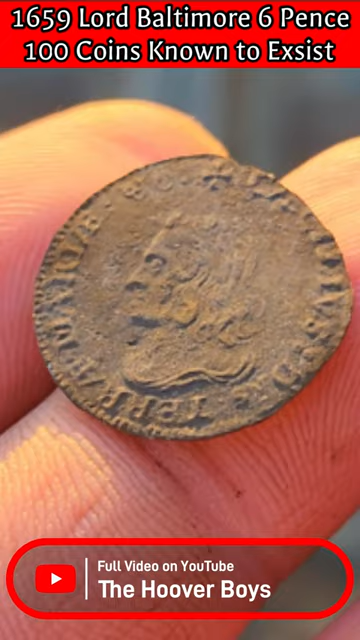 1659 Lord Baltimore 6 Pence
100 Coins Known to Exsist
Full Video on YouTube
The Hoover Boys